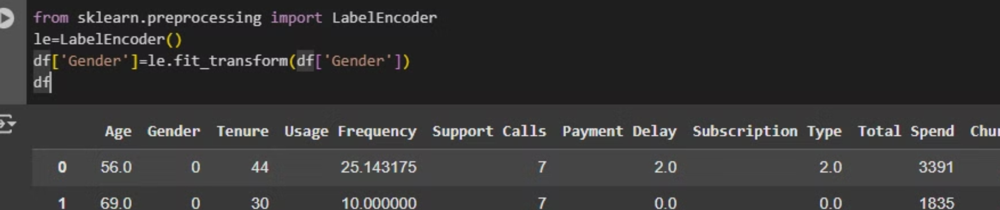 from sklearn.preprocessing import LabelEncoder
le=LabelEncoder()
df['Gender']=le.fit_transform(df['Gender'])
df
Age Gender Tenure Usage Frequency Support Calls Payment Delay Subscription Type Total Spend
0 56.0 0 44 25.143175 7 2.0 2.0 3391
1 69.0 0 30 10.000000 7 0.0 0.0 1835